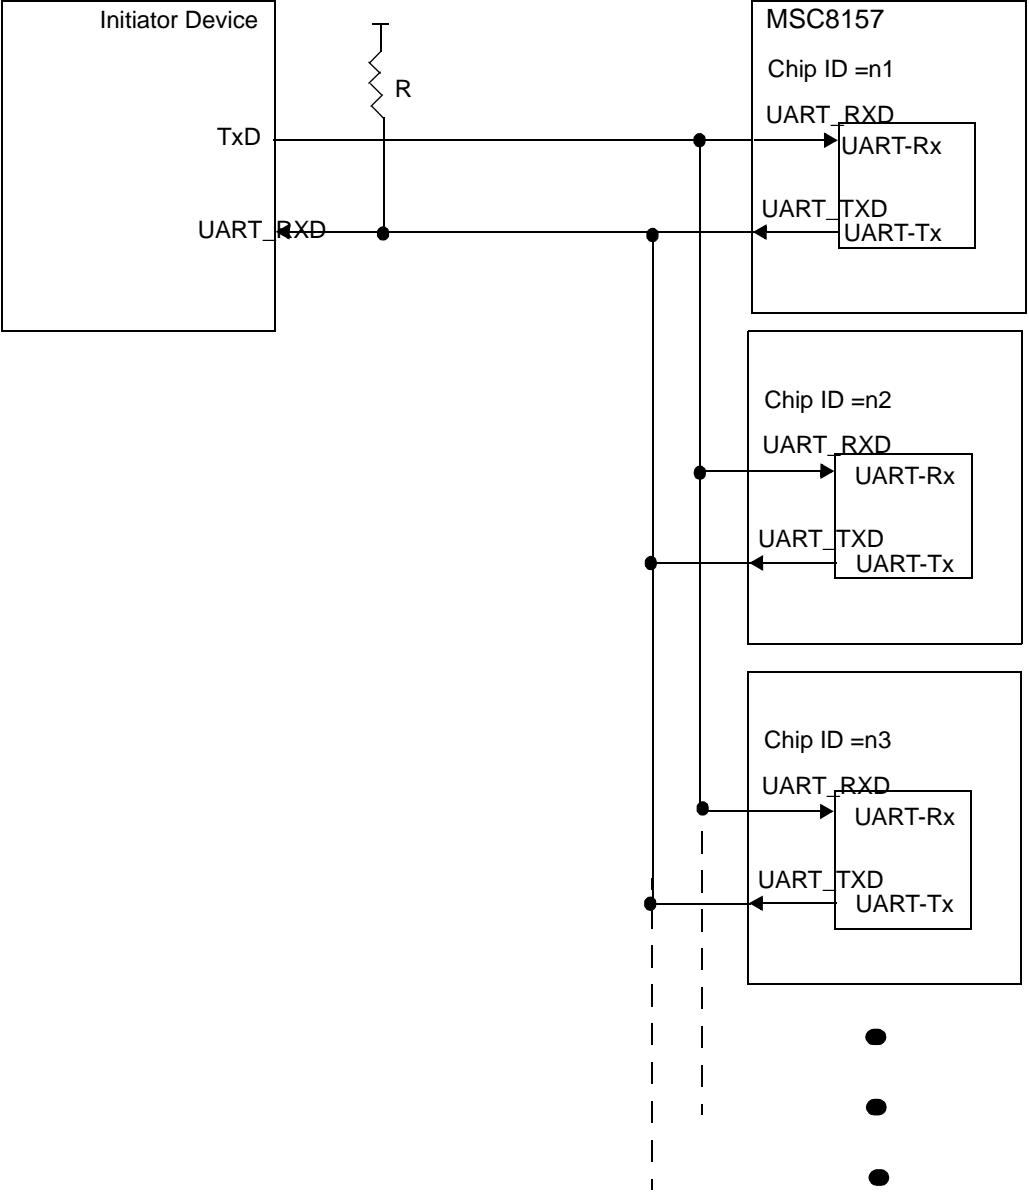 Initiator Device
MSC8157
Chip ID =n1
R
UART_RXD
TxD
UART-Rx
UART_TXD
UART_RXD
UART-Tx
Chip ID =n2
UART_RXD
UART-Rx
UART_TXD
UART-Tx
Chip ID =n3
UART_RXD
UART-Rx
UART_TXD
UART-Tx